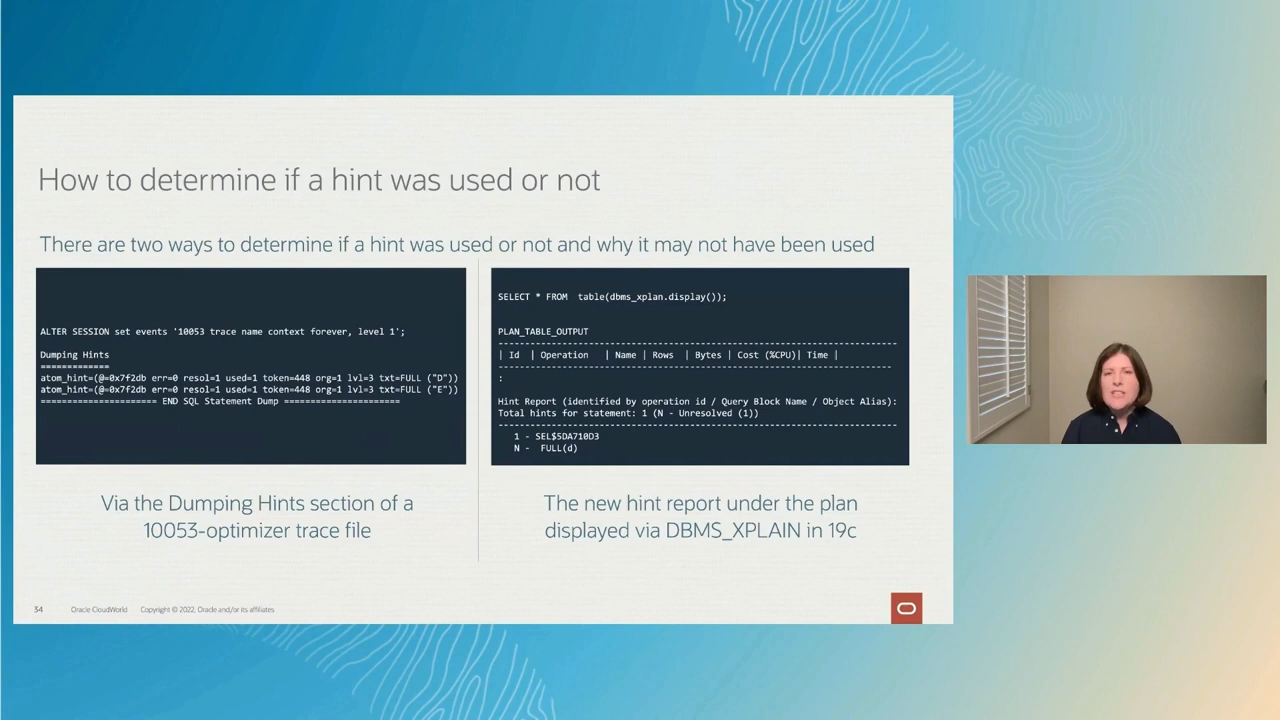 How to determine if a hint was used or not
There are two ways to determine if a hint was used or not and why it may not have been used
ALTER SESSION set events '10053 trace name context forever, level 1';
Dumping Hints
============
atom_hint=(@=0x7f2db err=0 resol=1 used=1 token=448 org=1 lvl=3 txt=FULL ("D"))
atom_hint=(@=0x7f2db err=0 resol=1 used=1 token=448 org=1 lvl=3 txt=FULL ("E"))
==================== END SQL Statement Dump ====================
Via the Dumping Hints section of a
10053-optimizer trace file
SELECT * FROM table(dbms_xplan.display());
PLAN_TABLE_OUTPUT
---------------------------------------------------------------------
| Id | Operation | Name | Rows | Bytes | Cost (%CPU)| Time |
--------------------------------------------------------------------
:
Hint Report (identified by operation id / Query Block Name / Object Alias):
Total hints for statement: 1 (N - Unresolved (1))
---------------------------------------------------------------------
1 - SEL$5DA710D3
N - FULL(d)
The new hint report under the plan
displayed via DBMS_XPLAIN in 19c
34 Oracle CloudWorld Copyright © 2022, Oracle and/or its affiliates